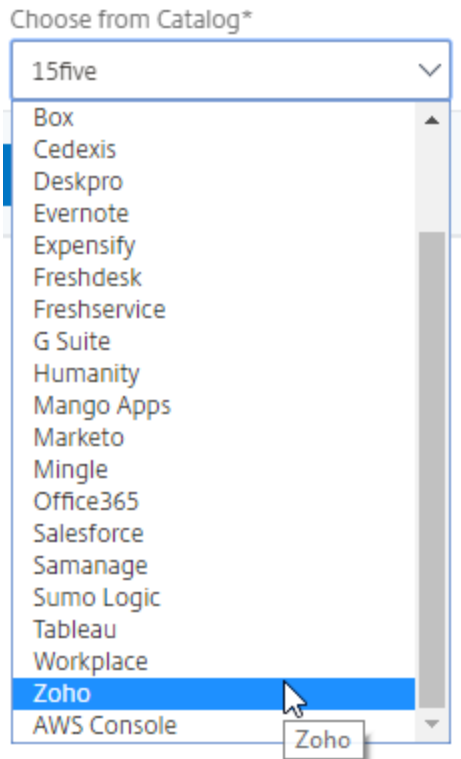 Choose from Catalog*
15five
Box
Cedexis
Deskpro
Evernote
Expensify
Freshdesk
Freshservice
G Suite
Humanity
Mango Apps
Marketo
Mingle
Office365
Salesforce
Samanage
Sumo Logic
Tableau
Workplace
Zoho
AWS Console
Zoho